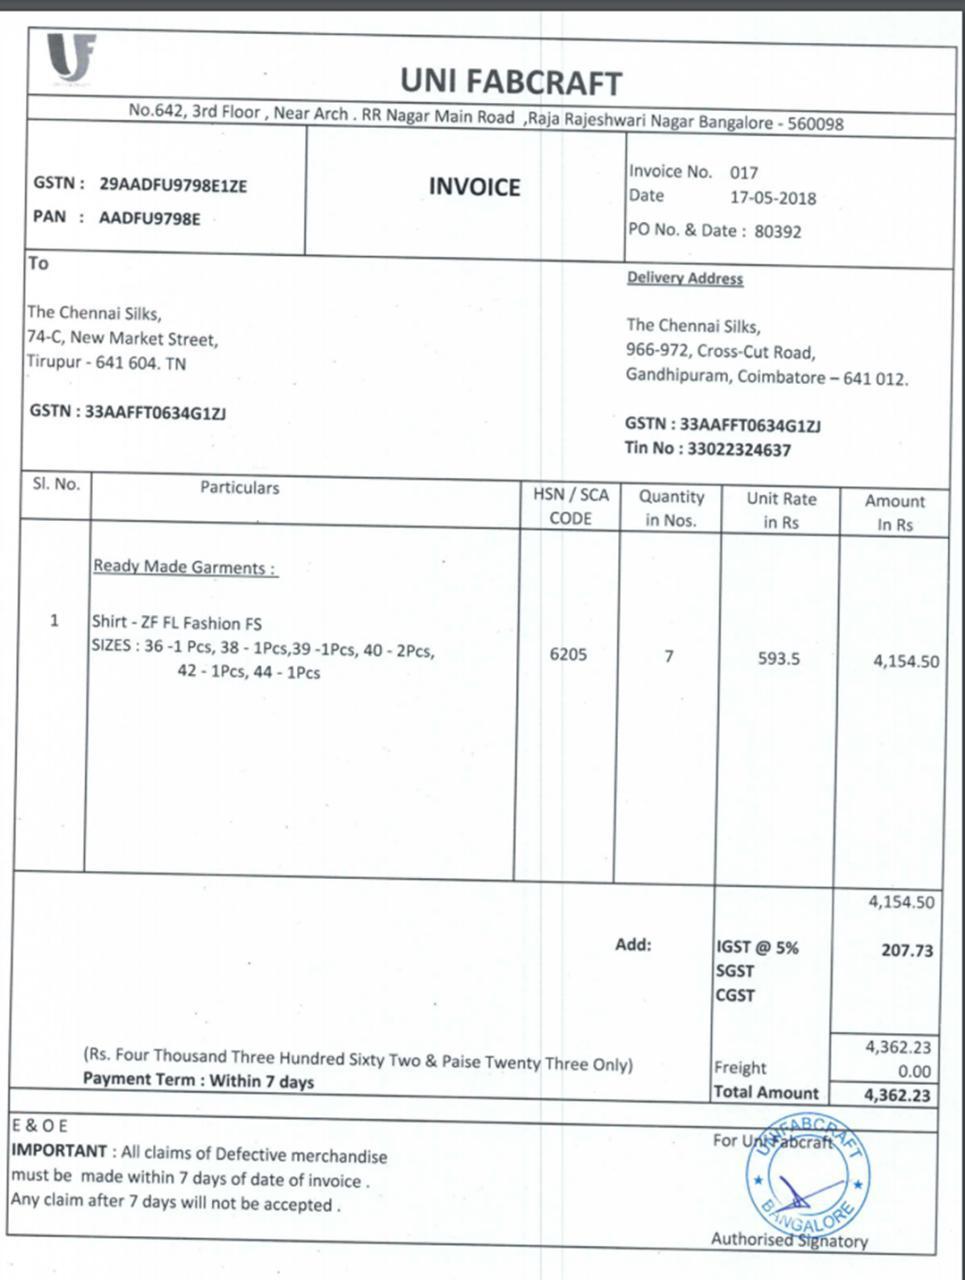 UF
UNI FABCRAFT
No.642, 3rd Floor , Near Arch . RR Nagar Main Road ,Raja Rajeshwari Nagar Bangalore - 560098
GSTN : 29AADFU9798E1ZE
PAN : AADFU9798E
INVOICE
Invoice No. 017
Date 17-05-2018
PO No. & Date : 80392
To
The Chennai Silks,
74-C, New Market Street,
Tirupur - 641 604. TN
GSTN : 33AAFFT0634G1ZJ
Delivery Address
The Chennai Silks,
966-972, Cross-Cut Road,
Gandhipuram, Coimbatore – 641 012.
GSTN : 33AAFFT0634G1ZJ
Tin No : 33022324637
Sl. No. Particulars HSN / SCA CODE Quantity in Nos. Unit Rate in Rs Amount In Rs
Ready Made Garments :
1 Shirt - ZF FL Fashion FS
SIZES : 36 -1 Pcs, 38 - 1Pcs,39 -1Pcs, 40 - 2Pcs,
42 - 1Pcs, 44 - 1Pcs
6205 7 593.5 4,154.50
4,154.50
Add: IGST @ 5% 207.73
SGST
CGST
4,362.23
(Rs. Four Thousand Three Hundred Sixty Two & Paise Twenty Three Only)
Freight 0.00
Payment Term : Within 7 days
Total Amount 4,362.23
E & O E
IMPORTANT : All claims of Defective merchandise
must be made within 7 days of date of invoice .
Any claim after 7 days will not be accepted .
For Uni Fabcraft
UNIFABCRAFT
★ ★
BANGALORE
Authorised Signatory